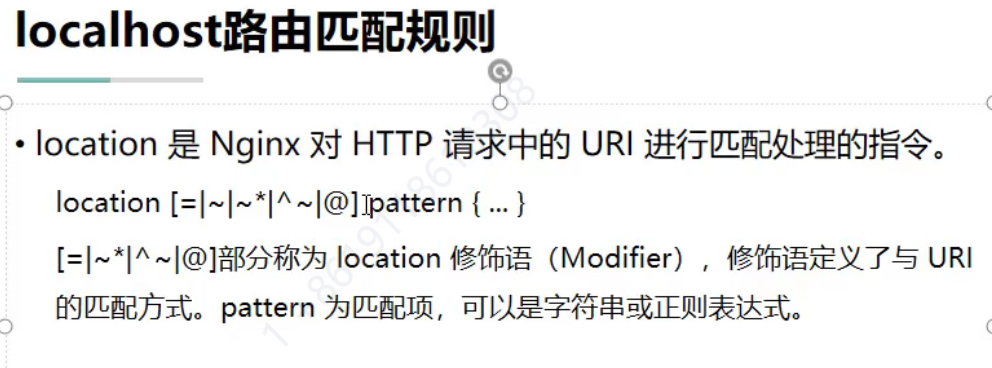 localhost路由匹配规则
• location 是 Nginx 对 HTTP 请求中的 URI 进行匹配处理的指令。
location [=|~|~*|^~|@] pattern { ... }
[=|~*|^~|@]部分称为 location 修饰语（Modifier），修饰语定义了与 URI
的匹配方式。pattern 为匹配项，可以是字符串或正则表达式。